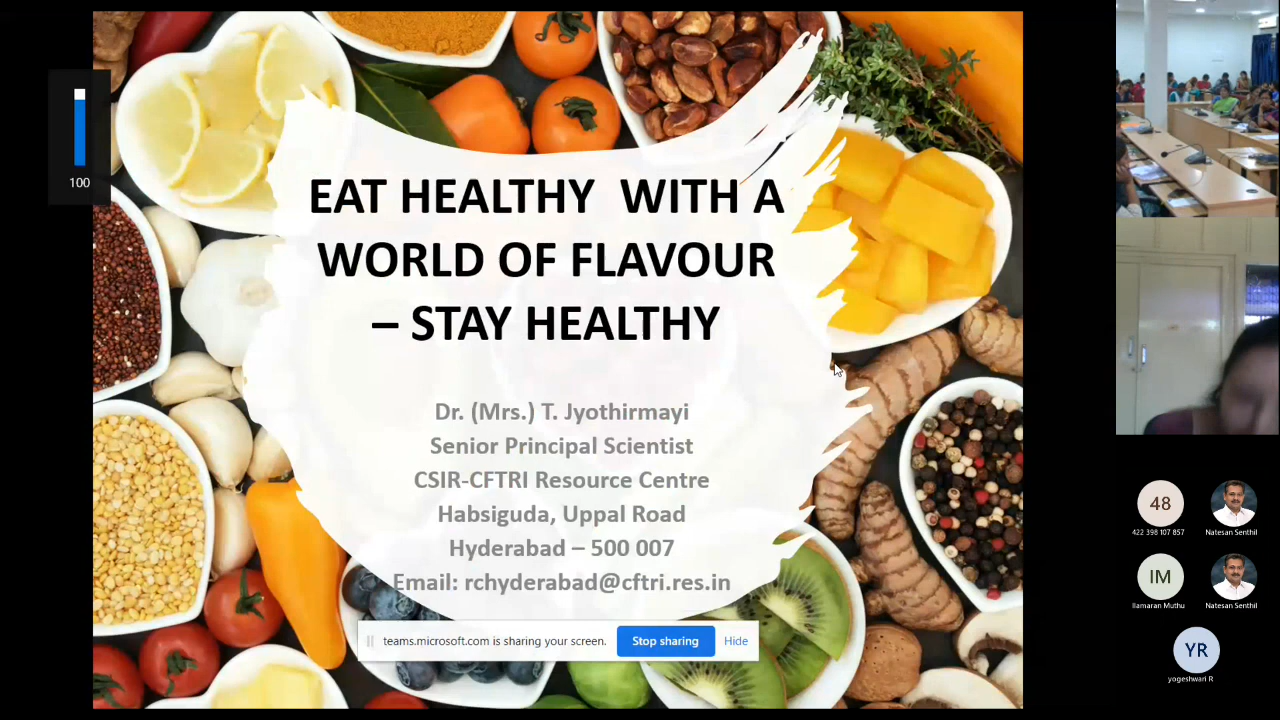 100
EAT HEALTHY WITH A
WORLD OF FLAVOUR
– STAY HEALTHY
Dr. (Mrs.) T. Jyothirmayi
Senior Principal Scientist
CSIR-CFTRI Resource Centre
Habsiguda, Uppal Road
Hyderabad – 500 007
Email: rchyderabad@cftri.res.in
teams.microsoft.com is sharing your screen.
Stop sharing
Hide
48
422 398 107 857
Natesan Senthil
IM
Ilamaran Muthu
Natesan Senthil
YR
yogeshwari R